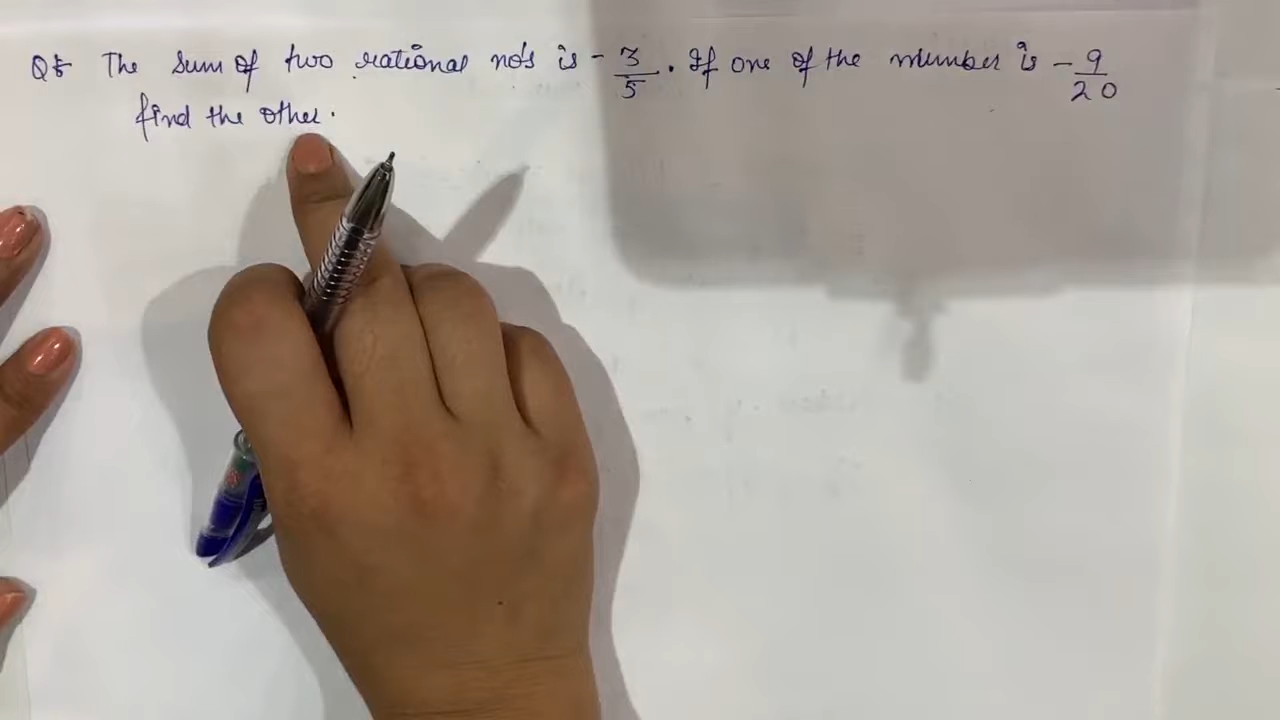 Q5 The sum of two rational no's is -3/5. If one of the number is -9/20
find the other.